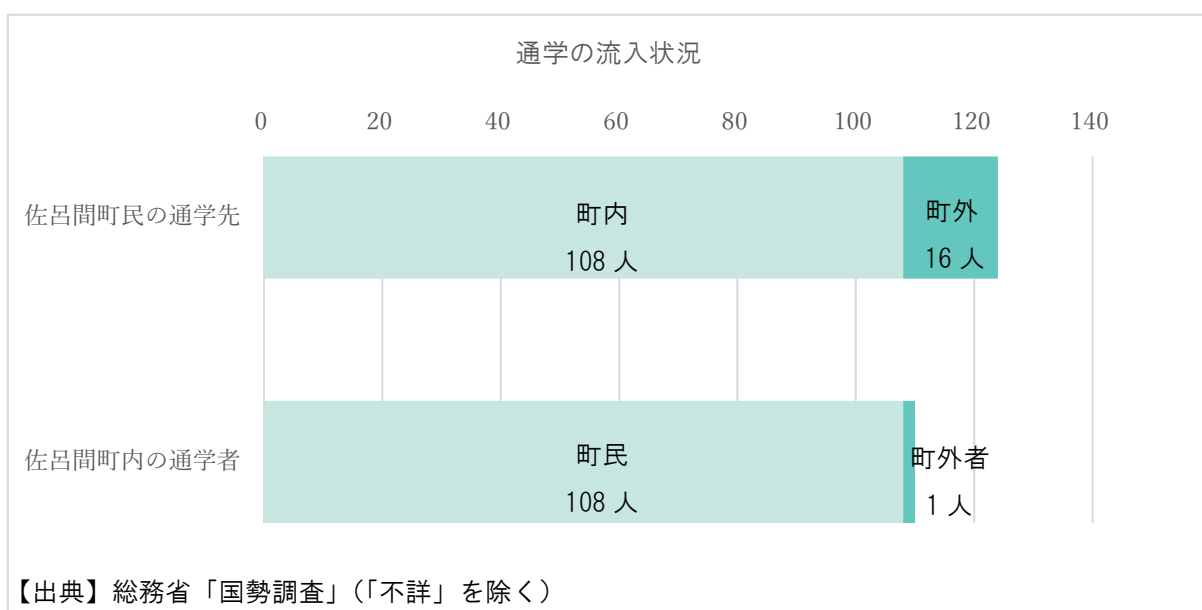 通学の流入状況
0 20 40 60 80 100 120 140
佐呂間町民の通学先
町内
108 人
町外
16 人
佐呂間町内の通学者
町民
108 人
町外者
1 人
【出典】総務省「国勢調査」(「不詳」を除く)